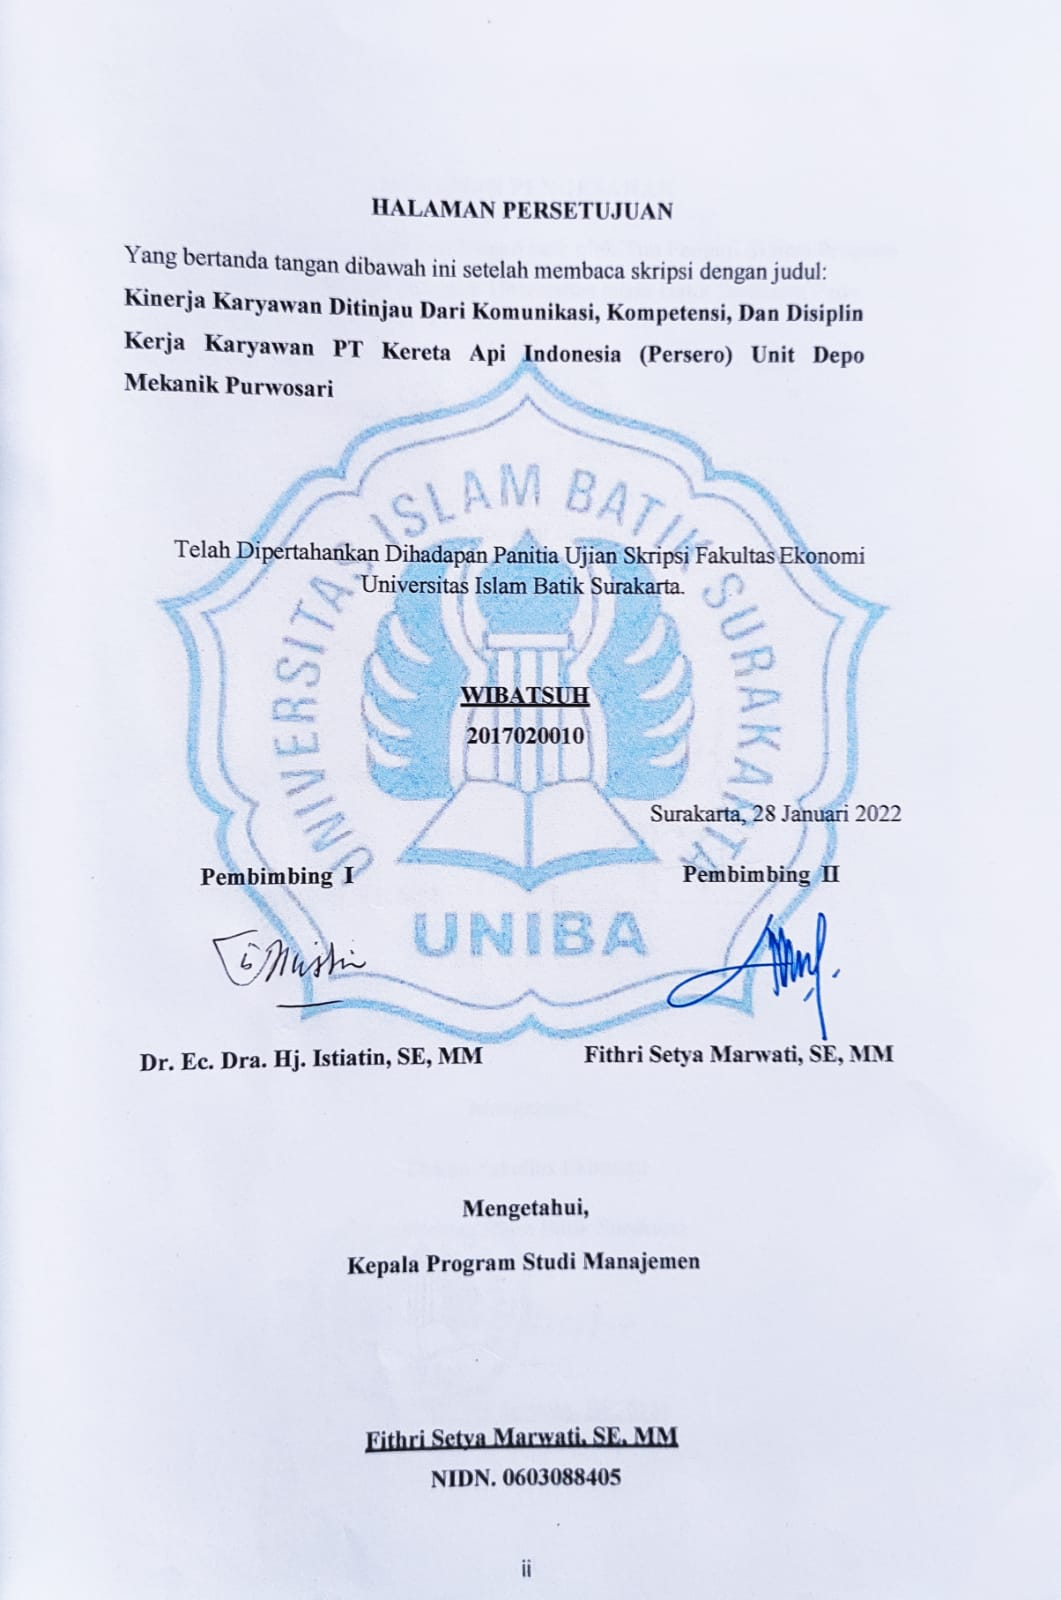 HALAMAN PERSETUJUAN
Yang bertanda tangan dibawah ini setelah membaca skripsi dengan judul:
Kinerja Karyawan Ditinjau Dari Komunikasi, Kompetensi, Dan Disiplin
Kerja Karyawan PT Kereta Api Indonesia (Persero) Unit Depo
Mekanik Purwosari
UNIVERSITAS ISLAM BATIK SURAKARTA
Telah Dipertahankan Dihadapan Panitia Ujian Skripsi Fakultas Ekonomi
Universitas Islam Batik Surakarta.
WIBATSUH
2017020010
Surakarta, 28 Januari 2022
Pembimbing I
Pembimbing II
UNIBA
Dr. Ec. Dra. Hj. Istiatin, SE, MM
Fithri Setya Marwati, SE, MM
Mengetahui,
Kepala Program Studi Manajemen
Fithri Setya Marwati, SE, MM
NIDN. 0603088405
ii